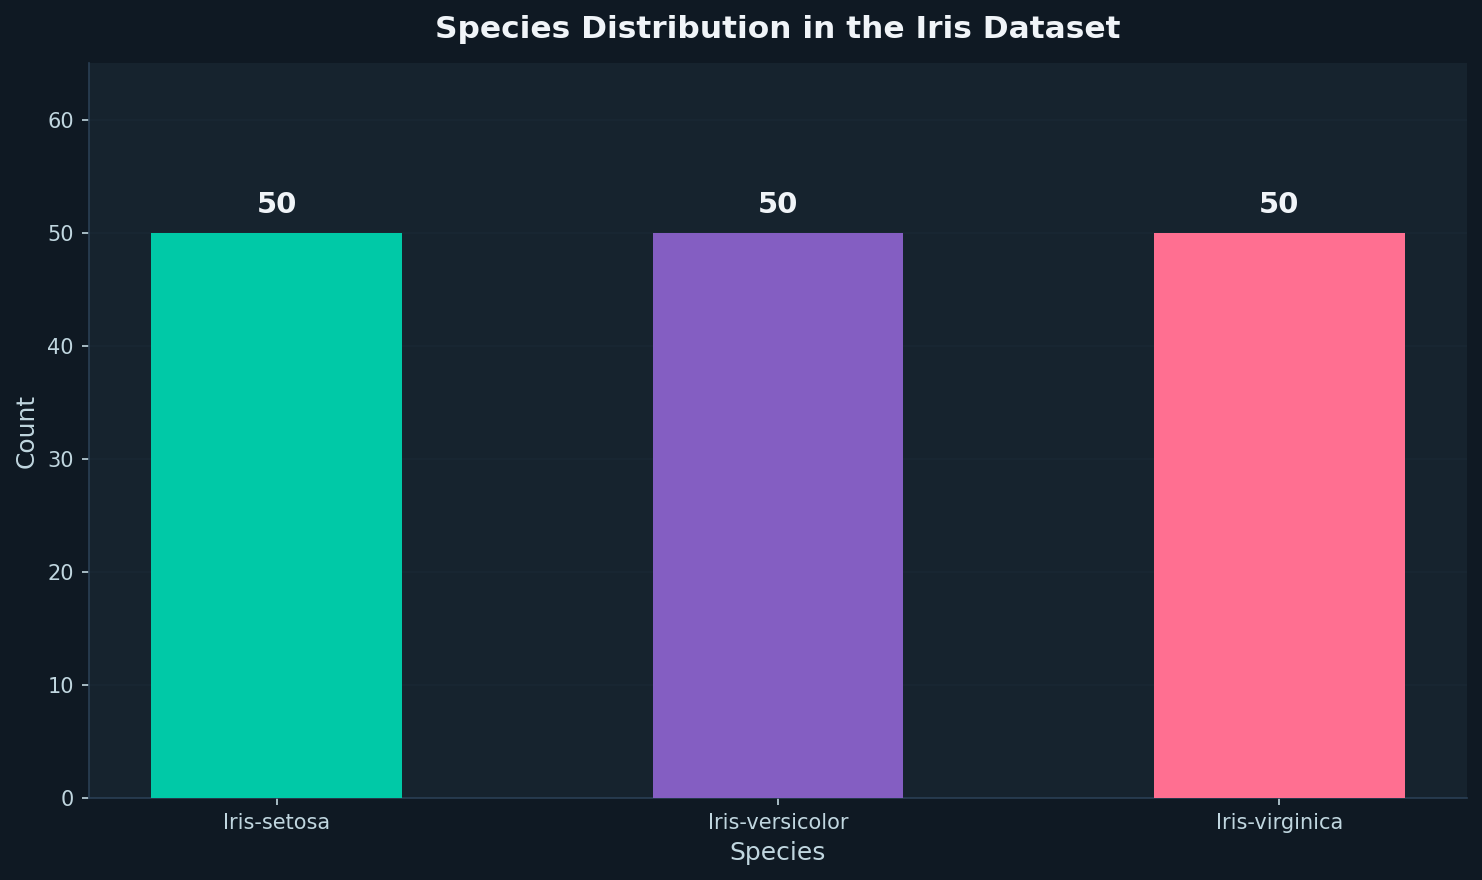 Species Distribution in the Iris Dataset
60
50
40
30
20
10
0
Count
50
50
50
Iris-setosa
Iris-versicolor
Iris-virginica
Species